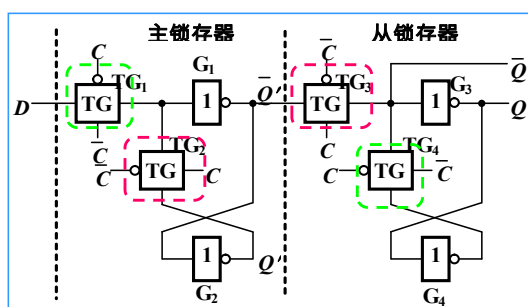 主锁存器 从锁存器
C C̅
TG₁ G₁ TG₃ G₃ Q̅
D TG 1 Q̅' TG 1 Q
C̅ TG₂ C TG₄
C̅ TG C C TG C̅
1 Q' 1
G₂ G₄